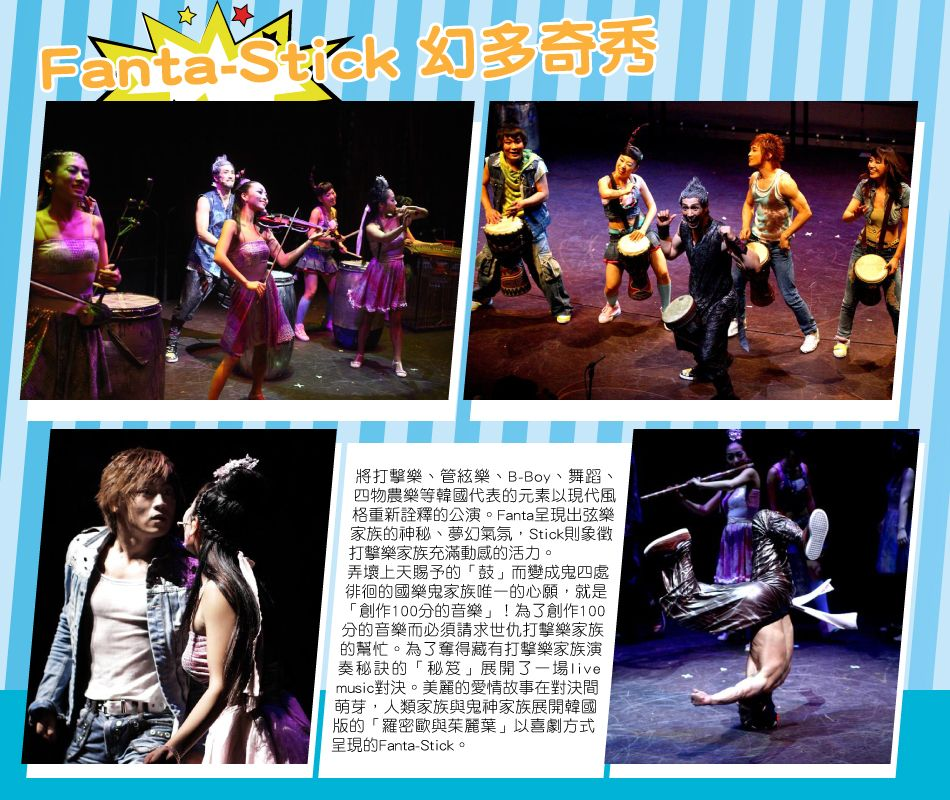 Fanta-Stick 幻多奇秀
將打擊樂、管絃樂、B-Boy、舞蹈、
四物農樂等韓國代表的元素以現代風
格重新詮釋的公演。Fanta呈現出弦樂
家族的神秘、夢幻氣氛，Stick則象徵
打擊樂家族充滿動感的活力。
弄壞上天賜予的「鼓」而變成鬼四處
徘徊的國樂鬼家族唯一的心願，就是
「創作100分的音樂」！為了創作100
分的音樂而必須請求世仇打擊樂家族
的幫忙。為了奪得藏有打擊樂家族演
奏秘訣的「秘笈」展開了一場live
music對決。美麗的愛情故事在對決間
萌芽，人類家族與鬼神家族展開韓國
版的「羅密歐與茱麗葉」以喜劇方式
呈現的Fanta-Stick。